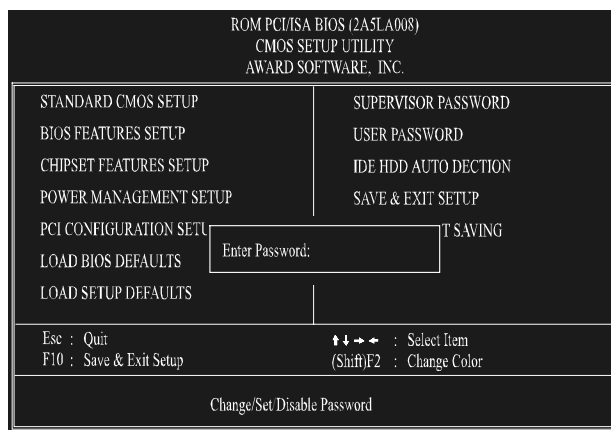 ROM PCI/ISA BIOS (2A5LA008)
CMOS SETUP UTILITY
AWARD SOFTWARE, INC.
STANDARD CMOS SETUP
BIOS FEATURES SETUP
CHIPSET FEATURES SETUP
POWER MANAGEMENT SETUP
PCI CONFIGURATION SETU
LOAD BIOS DEFAULTS
LOAD SETUP DEFAULTS
SUPERVISOR PASSWORD
USER PASSWORD
IDE HDD AUTO DECTION
SAVE & EXIT SETUP
T SAVING
Enter Password:
Esc : Quit
F10 : Save & Exit Setup
↑↓→← : Select Item
(Shift)F2 : Change Color
Change/Set/Disable Password